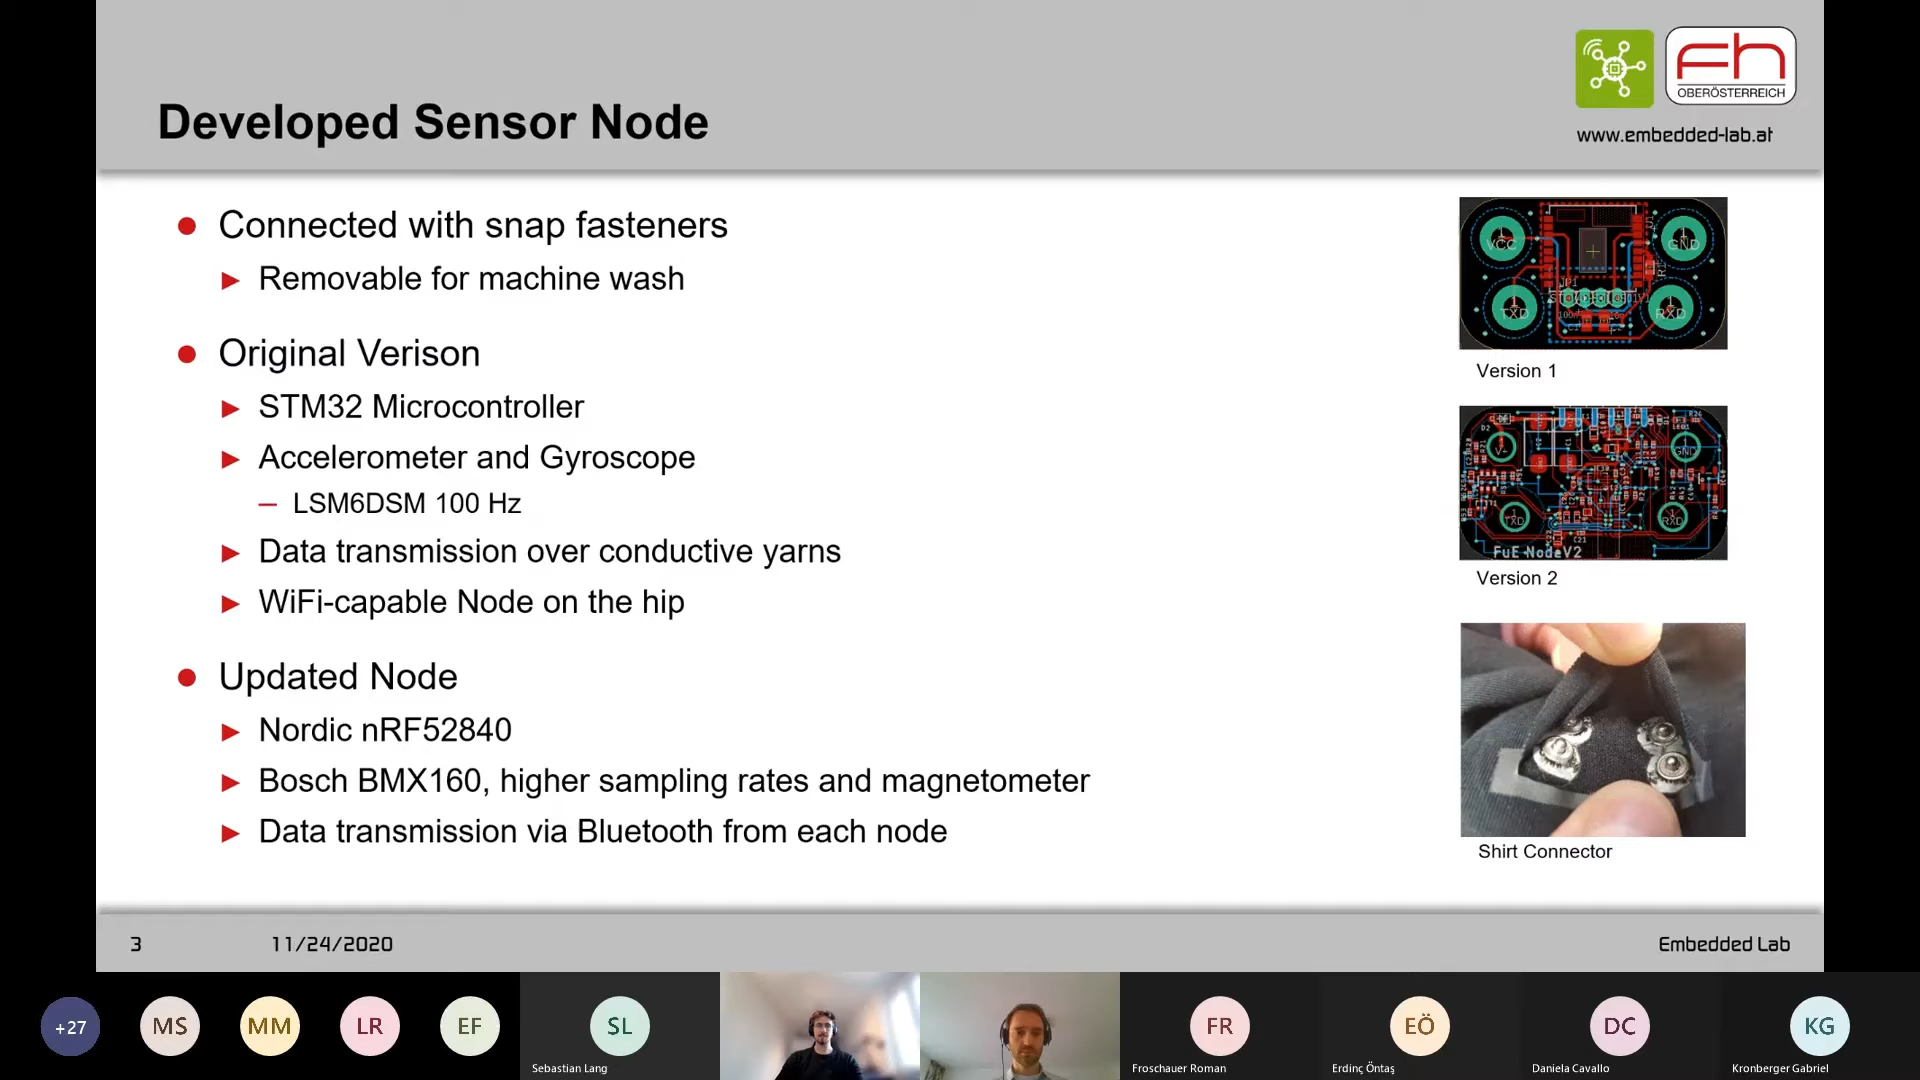 Developed Sensor Node
fh
OBERÖSTERREICH
www.embedded-lab.at
Connected with snap fasteners
Removable for machine wash
Original Verison
STM32 Microcontroller
Accelerometer and Gyroscope
LSM6DSM 100 Hz
Data transmission over conductive yarns
WiFi-capable Node on the hip
Updated Node
Nordic nRF52840
Bosch BMX160, higher sampling rates and magnetometer
Data transmission via Bluetooth from each node
VCC
GND
JP1
TXD
RXD
Version 1
V+
GND
TXD
RXD
C21
FuE NodeV2
Version 2
Shirt Connector
3
11/24/2020
Embedded Lab
+27
MS
MM
LR
EF
SL
FR
EÖ
DC
KG
Sebastian Lang
Froschauer Roman
Erdinç Öntaş
Daniela Cavallo
Kronberger Gabriel